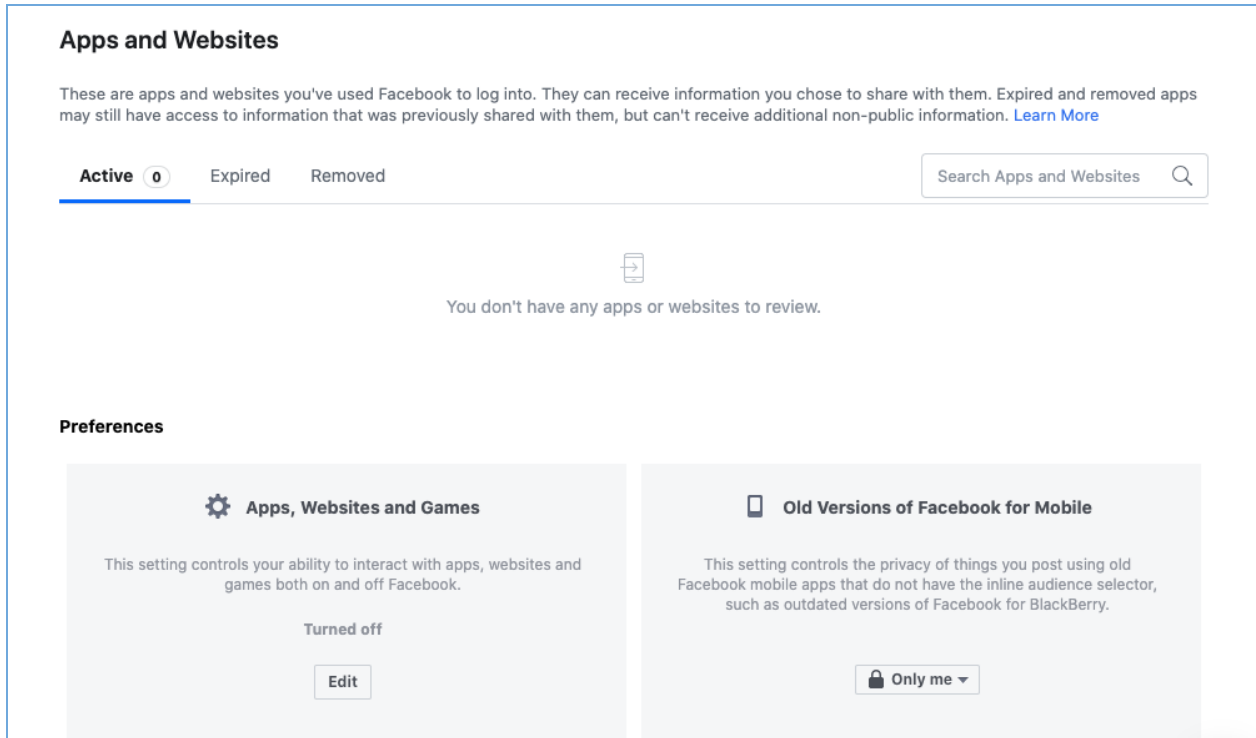 Apps and Websites
These are apps and websites you've used Facebook to log into. They can receive information you chose to share with them. Expired and removed apps
may still have access to information that was previously shared with them, but can't receive additional non-public information. Learn More
Active 0 Expired Removed Search Apps and Websites
You don't have any apps or websites to review.
Preferences
Apps, Websites and Games
This setting controls your ability to interact with apps, websites and
games both on and off Facebook.
Turned off
Edit
Old Versions of Facebook for Mobile
This setting controls the privacy of things you post using old
Facebook mobile apps that do not have the inline audience selector,
such as outdated versions of Facebook for BlackBerry.
Only me